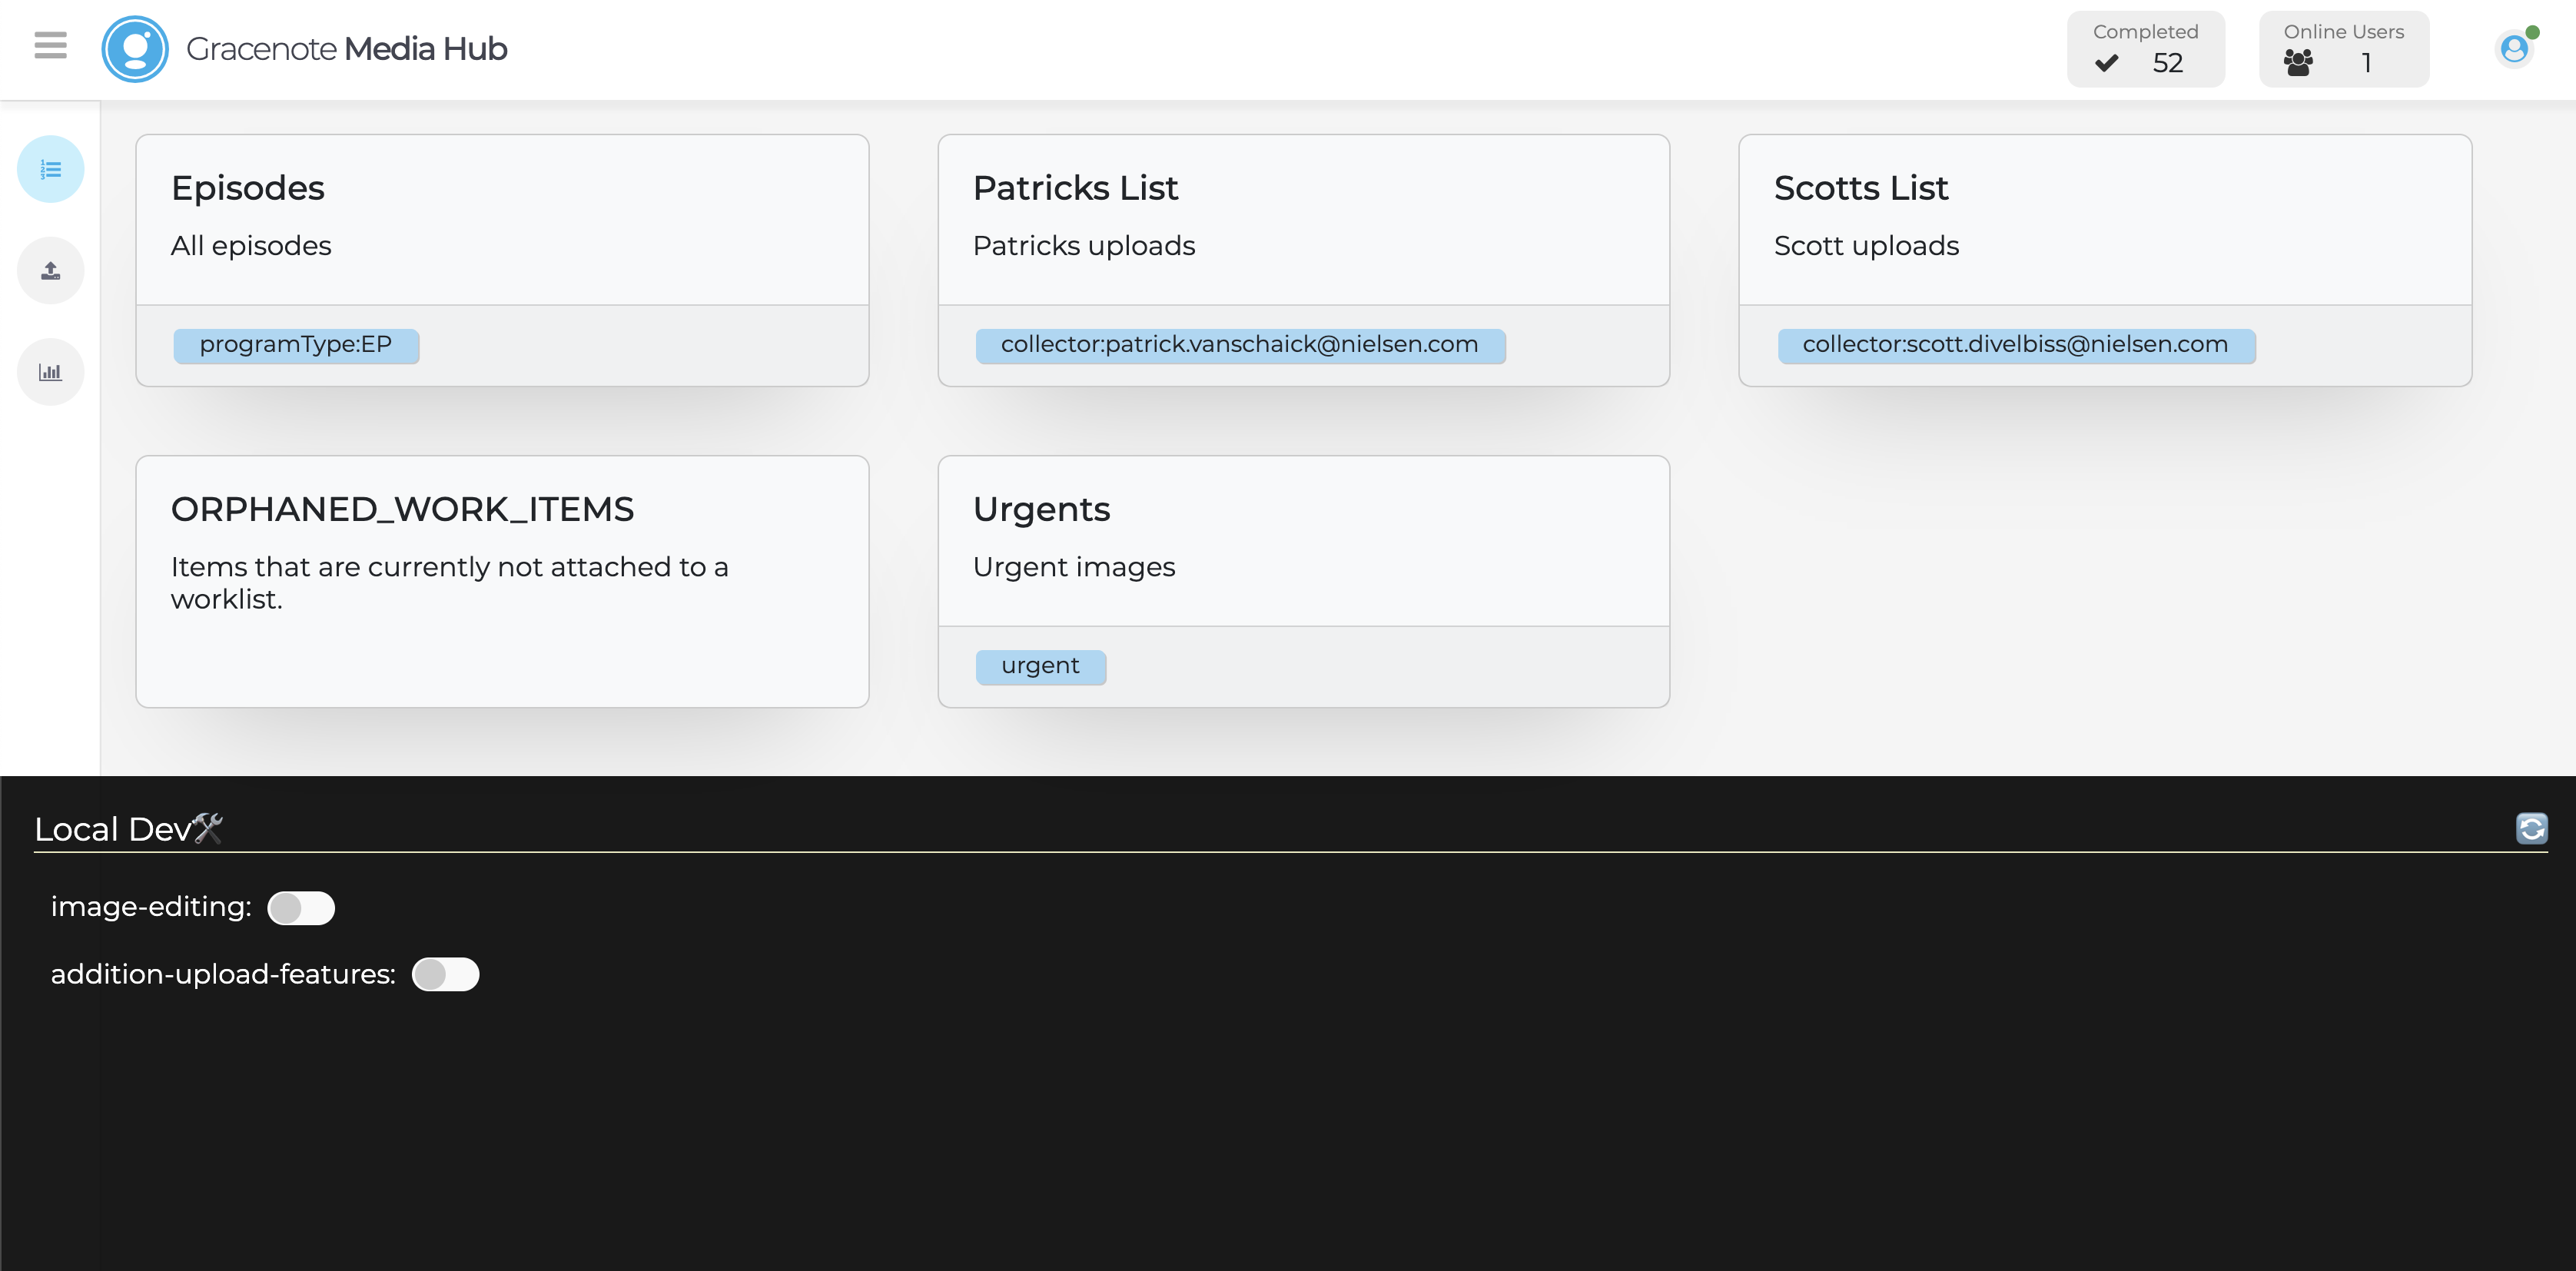 Gracenote Media Hub
Completed
52
Online Users
1
Episodes
All episodes
programType:EP
Patricks List
Patricks uploads
collector:patrick.vanschaick@nielsen.com
Scotts List
Scott uploads
collector:scott.divelbiss@nielsen.com
ORPHANED_WORK_ITEMS
Items that are currently not attached to a
worklist.
Urgents
Urgent images
urgent
Local Dev🛠
image-editing:
addition-upload-features: